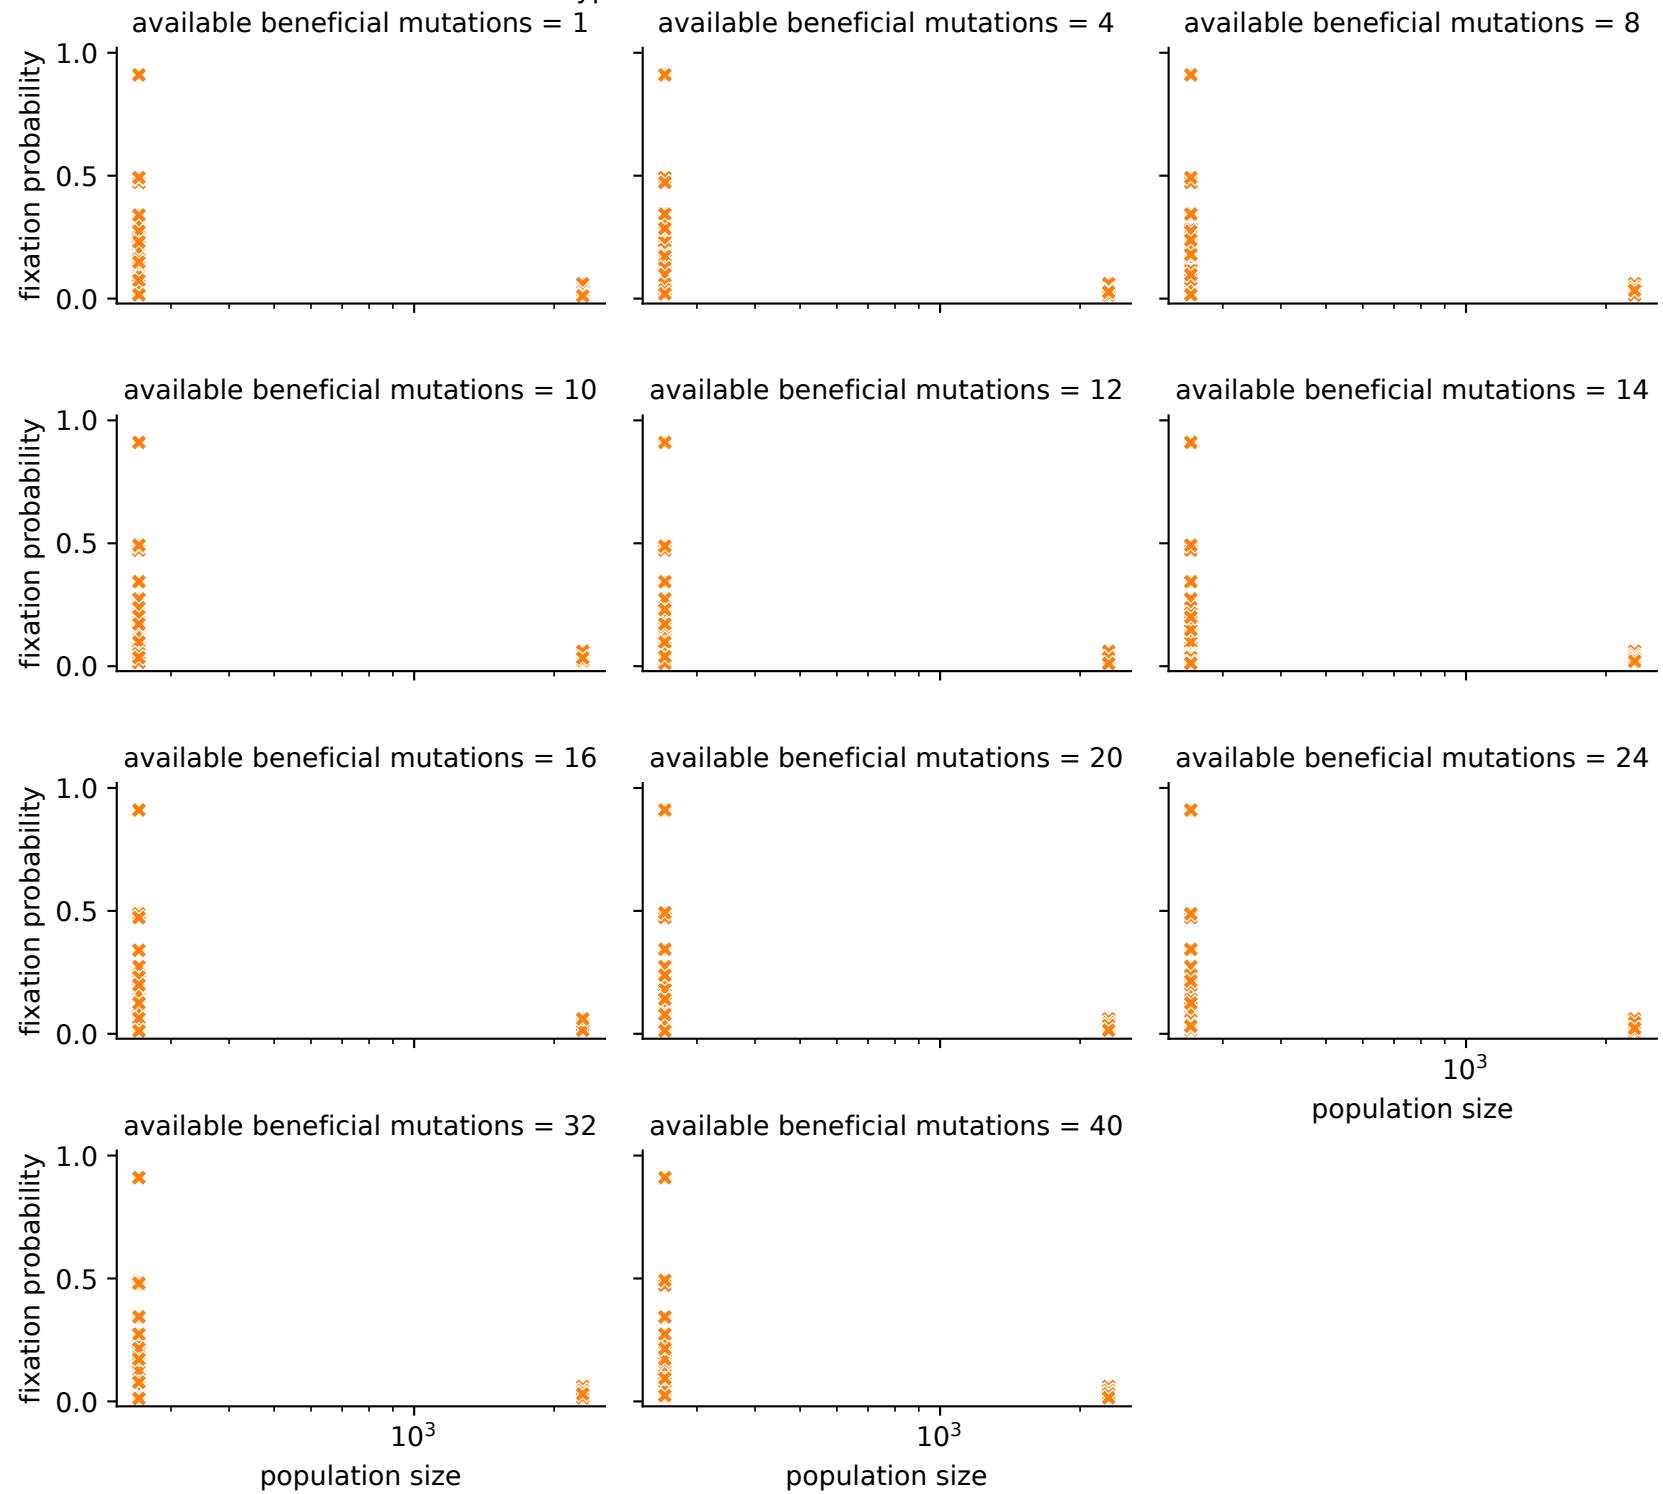 available beneficial mutations = 1
available beneficial mutations = 4
available beneficial mutations = 8
1.0
0.5
0.0
fixation probability
available beneficial mutations = 10
available beneficial mutations = 12
available beneficial mutations = 14
1.0
0.5
0.0
fixation probability
available beneficial mutations = 16
available beneficial mutations = 20
available beneficial mutations = 24
1.0
0.5
0.0
fixation probability
10³
population size
available beneficial mutations = 32
available beneficial mutations = 40
1.0
0.5
0.0
fixation probability
10³
10³
population size
population size